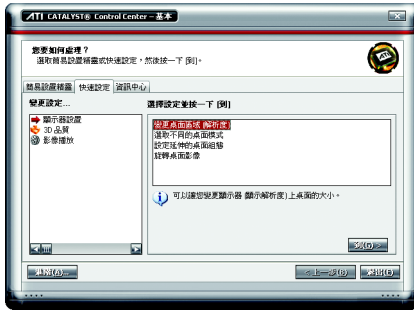 ATI CATALYST® Control Center – 基本
您要如何處理？
選取簡易設置精靈或快速設定，然後按一下 [到]。
簡易設置精靈 快速設定 資訊中心
變更設定...
顯示器設置
3D 品質
影像播放
選擇設定並按一下 [到]
變更桌面區域 (解析度)
選取不同的桌面模式
設定延伸的桌面組態
旋轉桌面影像
可以讓您變更顯示器 (顯示解析度) 上桌面的大小。
到(G) >
進階(A)...
< 上一步(B)